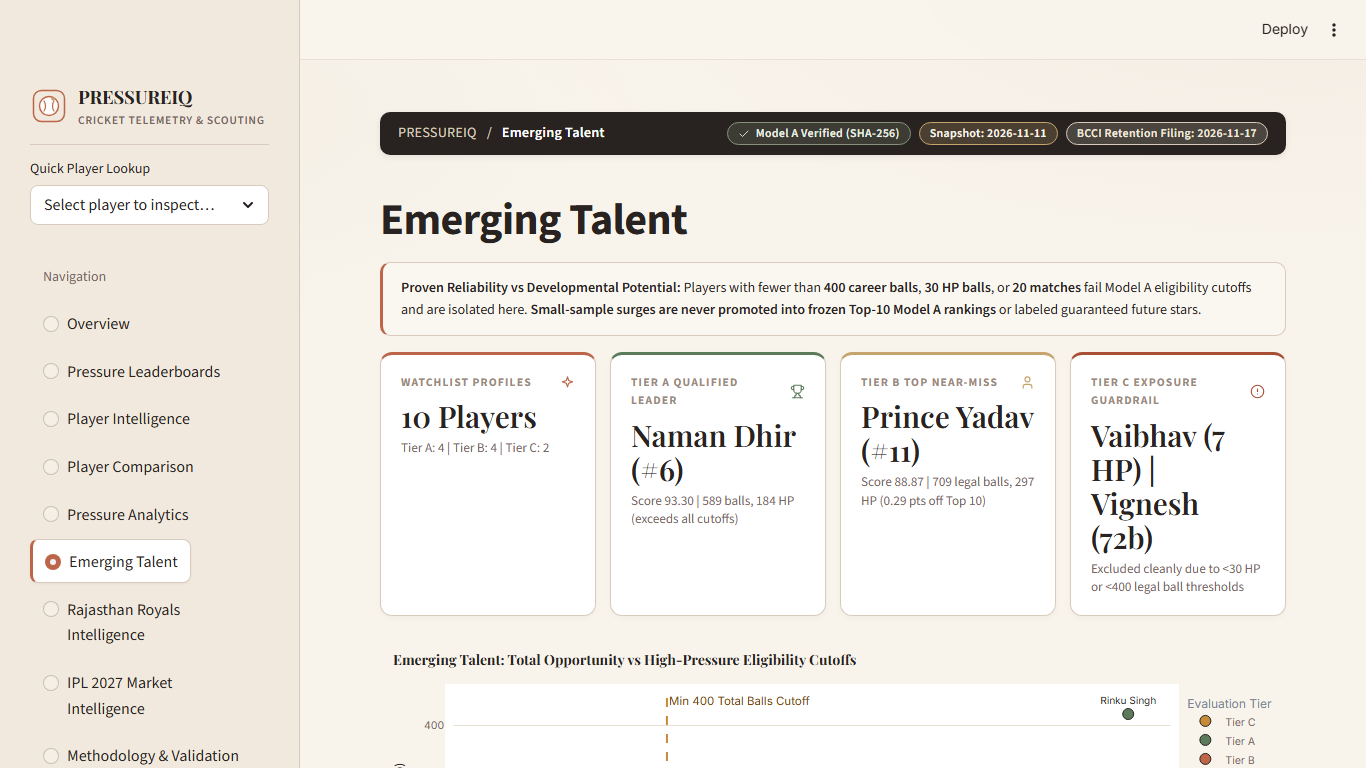 Deploy
PRESSUREIQ
CRICKET TELEMETRY & SCOUTING
Quick Player Lookup
Select player to inspect...
Navigation
Overview
Pressure Leaderboards
Player Intelligence
Player Comparison
Pressure Analytics
Emerging Talent
Rajasthan Royals
Intelligence
IPL 2027 Market
Intelligence
Methodology & Validation
PRESSUREIQ / Emerging Talent
Model A Verified (SHA-256)
Snapshot: 2026-11-11
BCCI Retention Filing: 2026-11-17
Emerging Talent
Proven Reliability vs Developmental Potential: Players with fewer than 400 career balls, 30 HP balls, or 20 matches fail Model A eligibility cutoffs
and are isolated here. Small-sample surges are never promoted into frozen Top-10 Model A rankings or labeled guaranteed future stars.
WATCHLIST PROFILES
10 Players
Tier A: 4 | Tier B: 4 | Tier C: 2
TIER A QUALIFIED
LEADER
Naman Dhir
(#6)
Score 93.30 | 589 balls, 184 HP
(exceeds all cutoffs)
TIER B TOP NEAR-MISS
Prince Yadav
(#11)
Score 88.87 | 709 legal balls, 297
HP (0.29 pts off Top 10)
TIER C EXPOSURE
GUARDRAIL
Vaibhav (7
HP) |
Vignesh
(72b)
Excluded cleanly due to <30 HP
or <400 legal ball thresholds
Emerging Talent: Total Opportunity vs High-Pressure Eligibility Cutoffs
Min 400 Total Balls Cutoff
Rinku Singh
400
Evaluation Tier
Tier C
Tier A
Tier B